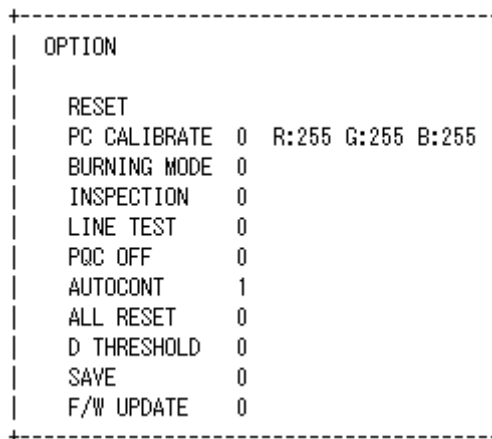 OPTION
RESET
PC CALIBRATE 0 R:255 G:255 B:255
BURNING MODE 0
INSPECTION 0
LINE TEST 0
PQC OFF 0
AUTOCONT 1
ALL RESET 0
D THRESHOLD 0
SAVE 0
F/W UPDATE 0